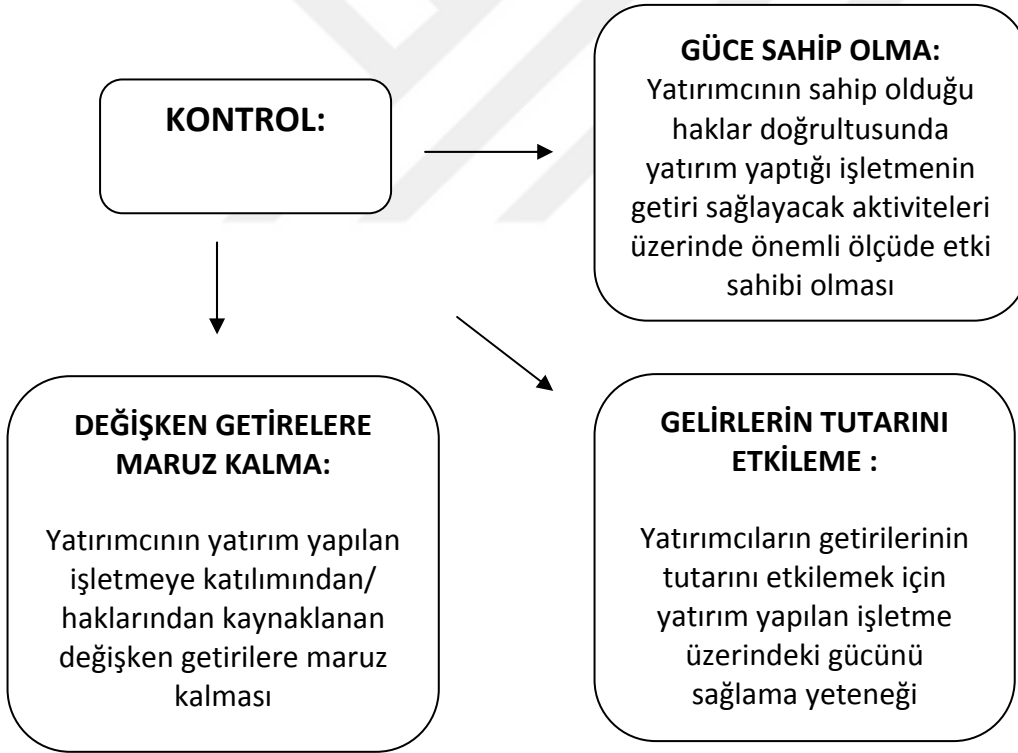 KONTROL:
GÜCE SAHİP OLMA:
Yatırımcının sahip olduğu
haklar doğrultusunda
yatırım yaptığı işletmenin
getiri sağlayacak aktiviteleri
üzerinde önemli ölçüde etki
sahibi olması
DEĞİŞKEN GETİRELERE
MARUZ KALMA:
Yatırımcının yatırım yapılan
işletmeye katılımından/
haklarından kaynaklanan
değişken getirilere maruz
kalması
GELİRLERİN TUTARINI
ETKİLEME :
Yatırımcıların getirilerinin
tutarını etkilemek için
yatırım yapılan işletme
üzerindeki gücünü
sağlama yeteneği